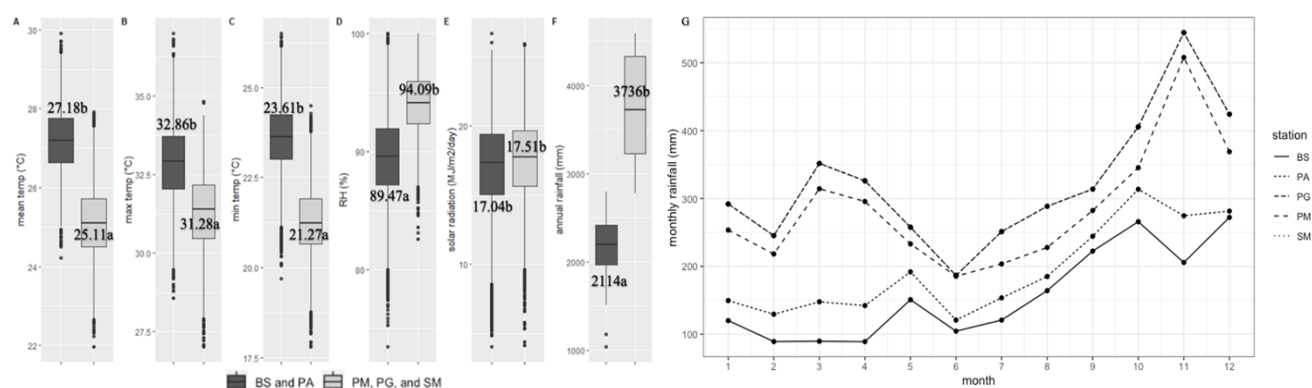 A B C D E F G
mean temp (°C)
30
28
26
24
22
27.18b
25.11a
max temp (°C)
35.0
32.5
30.0
27.5
32.86b
31.28a
min temp (°C)
25.0
22.5
20.0
17.5
23.61b
21.27a
RH (%)
100
90
80
94.09b
89.47a
solar radiation (MJ/m2/day)
20
10
17.51b
17.04b
annual rainfall (mm)
4000
3000
2000
1000
3736b
2114a
BS and PA PM, PG, and SM
monthly rainfall (mm)
500
400
300
200
100
1 2 3 4 5 6 7 8 9 10 11 12
month
station
BS
PA
PG
PM
SM